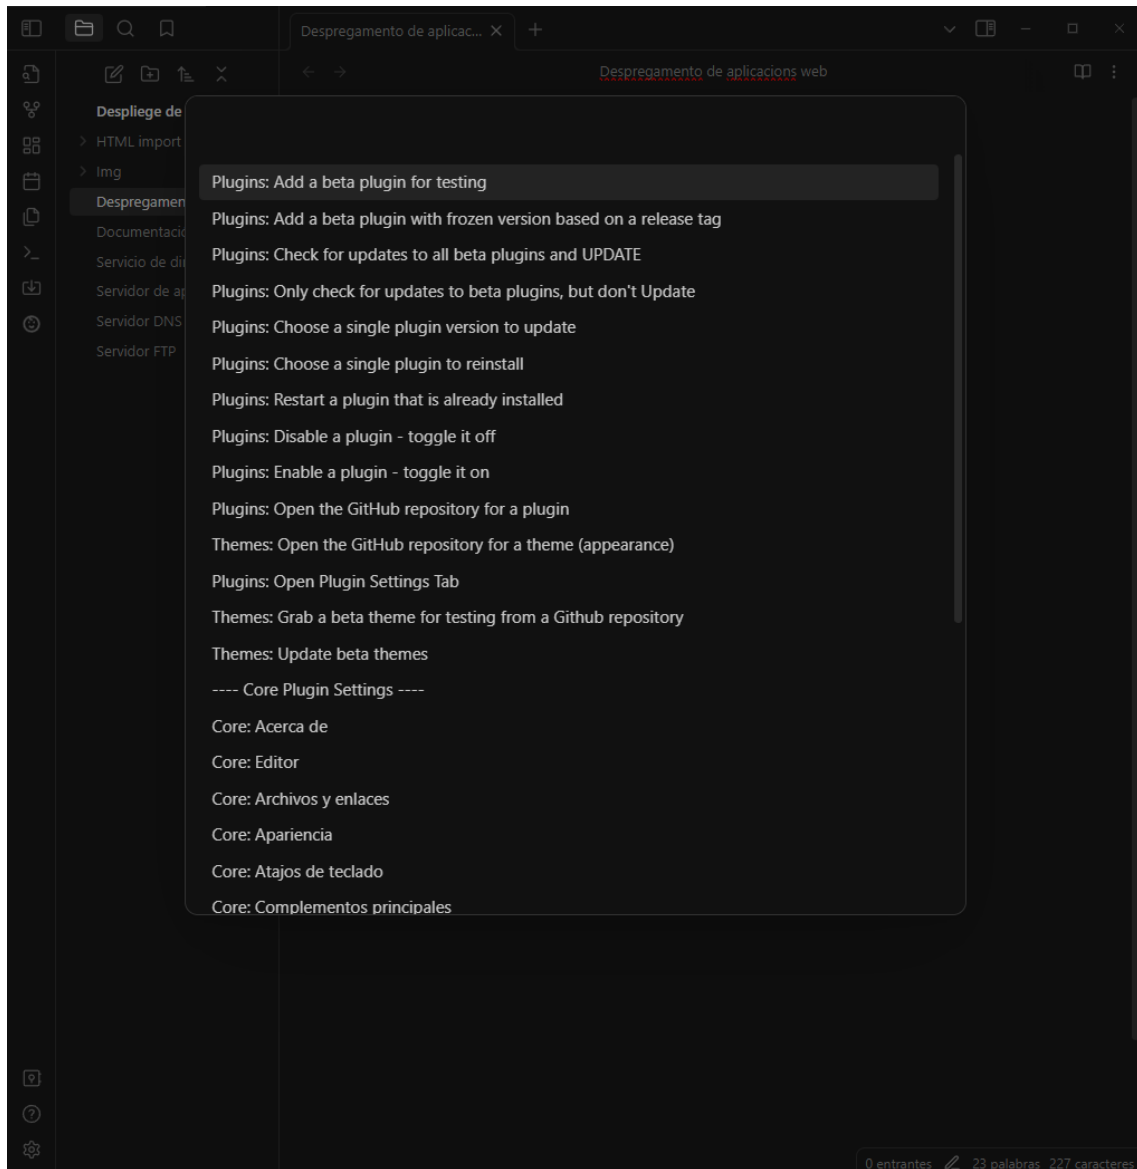 Despregamento de aplicac...
Despregamento de aplicacions web
Despliege de
HTML import
Img
Despregamen
Documentació
Servicio de dir
Servidor de ap
Servidor DNS
Servidor FTP
Plugins: Add a beta plugin for testing
Plugins: Add a beta plugin with frozen version based on a release tag
Plugins: Check for updates to all beta plugins and UPDATE
Plugins: Only check for updates to beta plugins, but don't Update
Plugins: Choose a single plugin version to update
Plugins: Choose a single plugin to reinstall
Plugins: Restart a plugin that is already installed
Plugins: Disable a plugin - toggle it off
Plugins: Enable a plugin - toggle it on
Plugins: Open the GitHub repository for a plugin
Themes: Open the GitHub repository for a theme (appearance)
Plugins: Open Plugin Settings Tab
Themes: Grab a beta theme for testing from a Github repository
Themes: Update beta themes
---- Core Plugin Settings ----
Core: Acerca de
Core: Editor
Core: Archivos y enlaces
Core: Apariencia
Core: Atajos de teclado
Core: Complementos principales
0 entrantes 23 palabras 227 caracteres